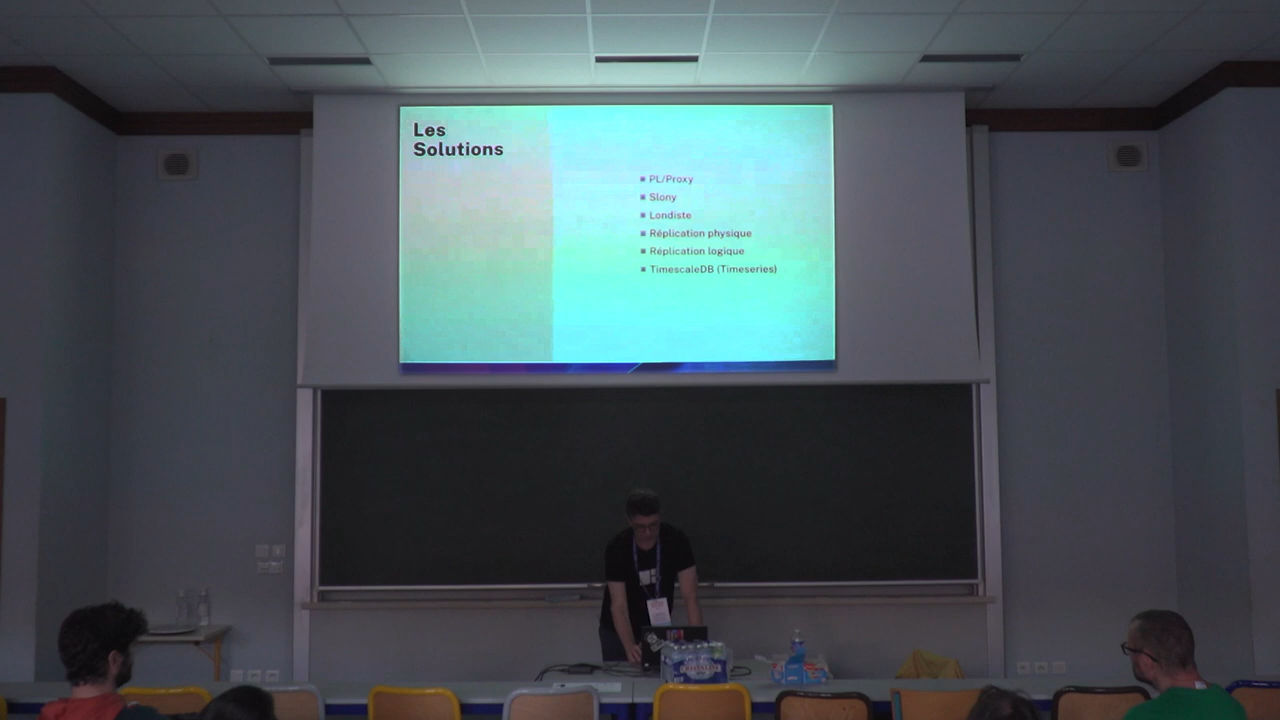 Les
Solutions
PL/Proxy
Slony
Londiste
Réplication physique
Réplication logique
TimescaleDB (Timeseries)